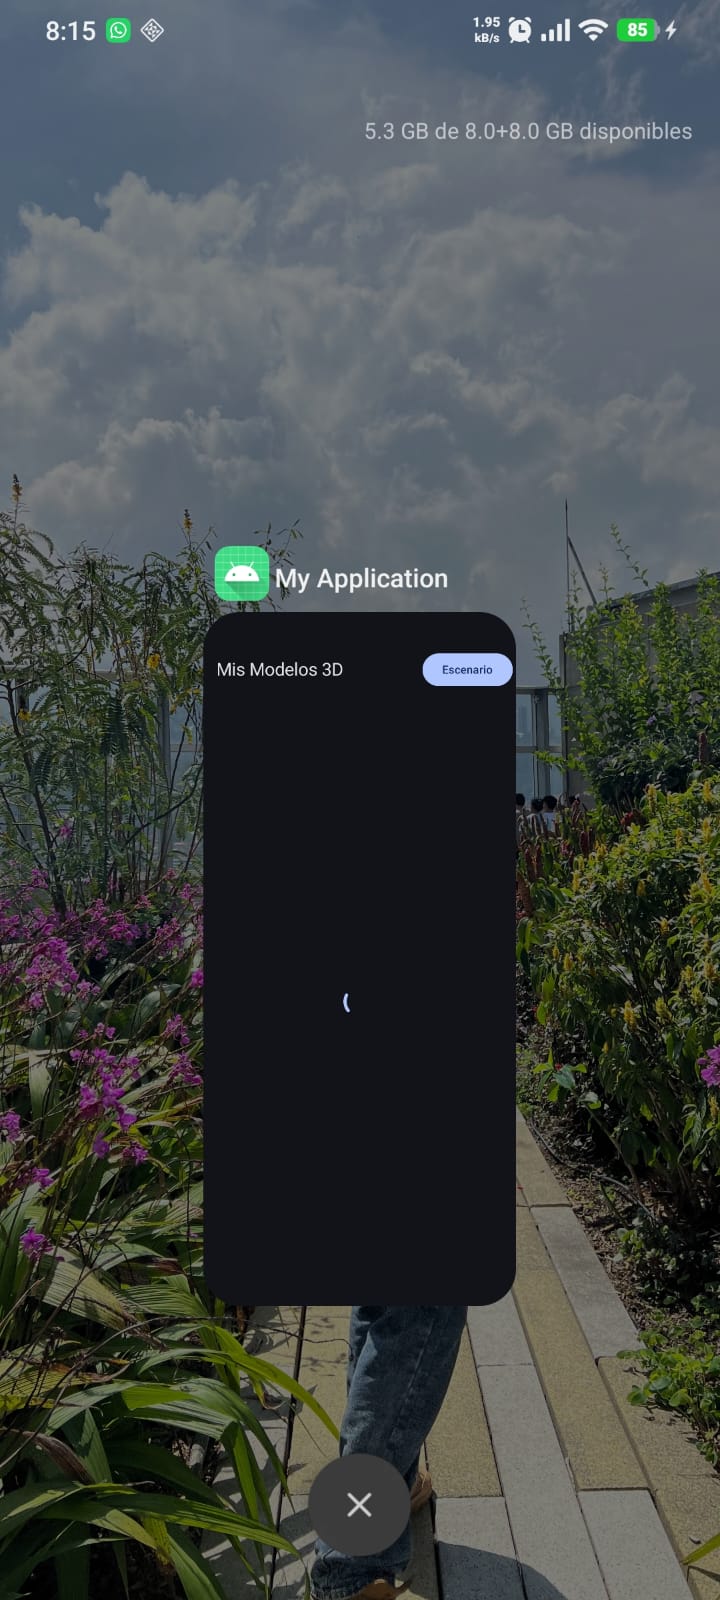 8:15
1.95
kB/s
85
5.3 GB de 8.0+8.0 GB disponibles
My Application
Mis Modelos 3D
Escenario